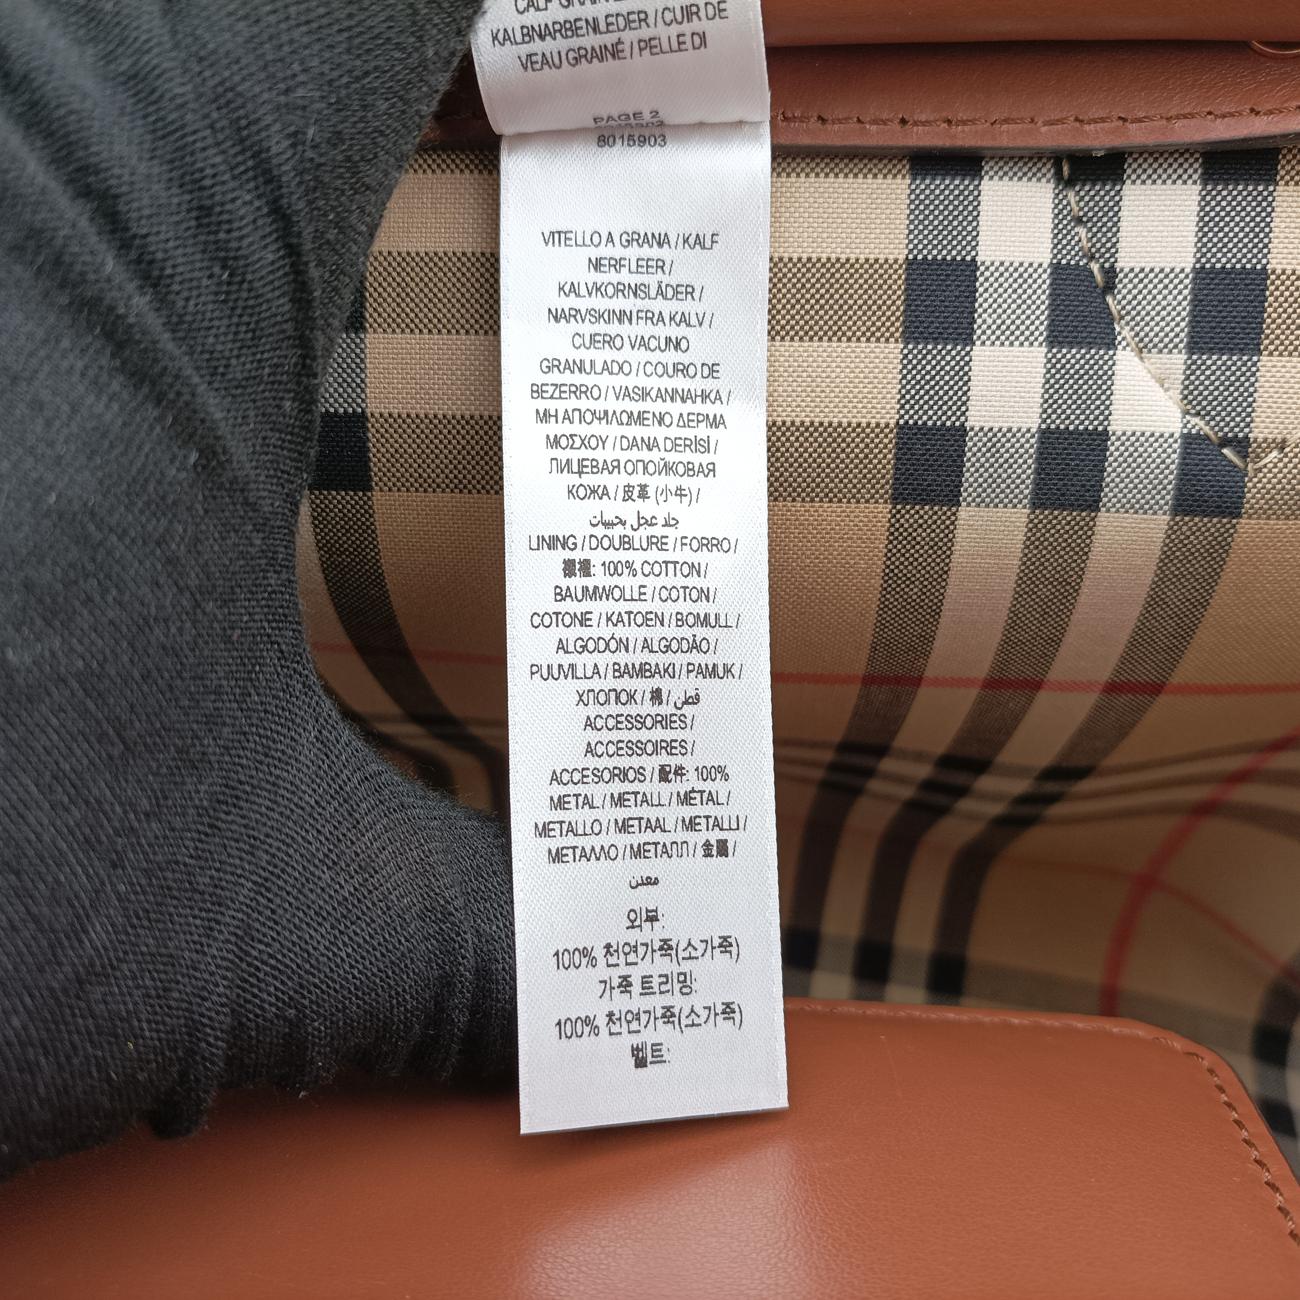 CALF GRAIN
KALBNARBENLEDER / CUIR DE
VEAU GRAINÉ / PELLE DI
PAGE 2
8015903
VITELLO A GRANA / KALF
NERFLEER /
KALVKORNSLÄDER /
NARVSKINN FRA KALV /
CUERO VACUNO
GRANULADO / COURO DE
BEZERRO / VASIKANNAHKA /
ΜΗ ΑΠΟΨΙΛΩΜΕΝΟ ΔΕΡΜΑ
ΜΟΣΧΟΥ / DANA DERİSİ /
ЛИЦЕВАЯ ОПОЙКОВАЯ
КОЖА / 皮革 (小牛) /
جلد عجل بحبيبات
LINING / DOUBLURE / FORRO /
襯裡: 100% COTTON /
BAUMWOLLE / COTON /
COTONE / KATOEN / BOMULL /
ALGODÓN / ALGODÃO /
PUUVILLA / BAMBAKI / PAMUK /
ХЛОПОК / 棉 / قطن
ACCESSORIES /
ACCESSOIRES /
ACCESORIOS / 配件: 100%
METAL / METALL / MÉTAL /
METALLO / METAAL / METALLI /
ΜΕΤΑΛΛΟ / МЕТАЛЛ / 金屬 /
معدن
외부:
100% 천연가죽(소가죽)
가죽 트리밍:
100% 천연가죽(소가죽)
벨트: